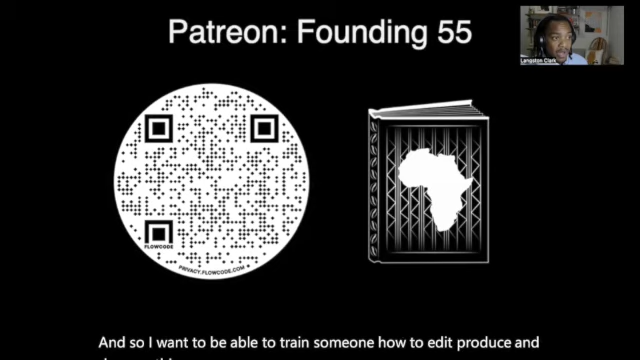 Patreon: Founding 55
Langston Clark
FLOWCODE
PRIVACY.FLOWCODE.COM
And so I want to be able to train someone how to edit produce and